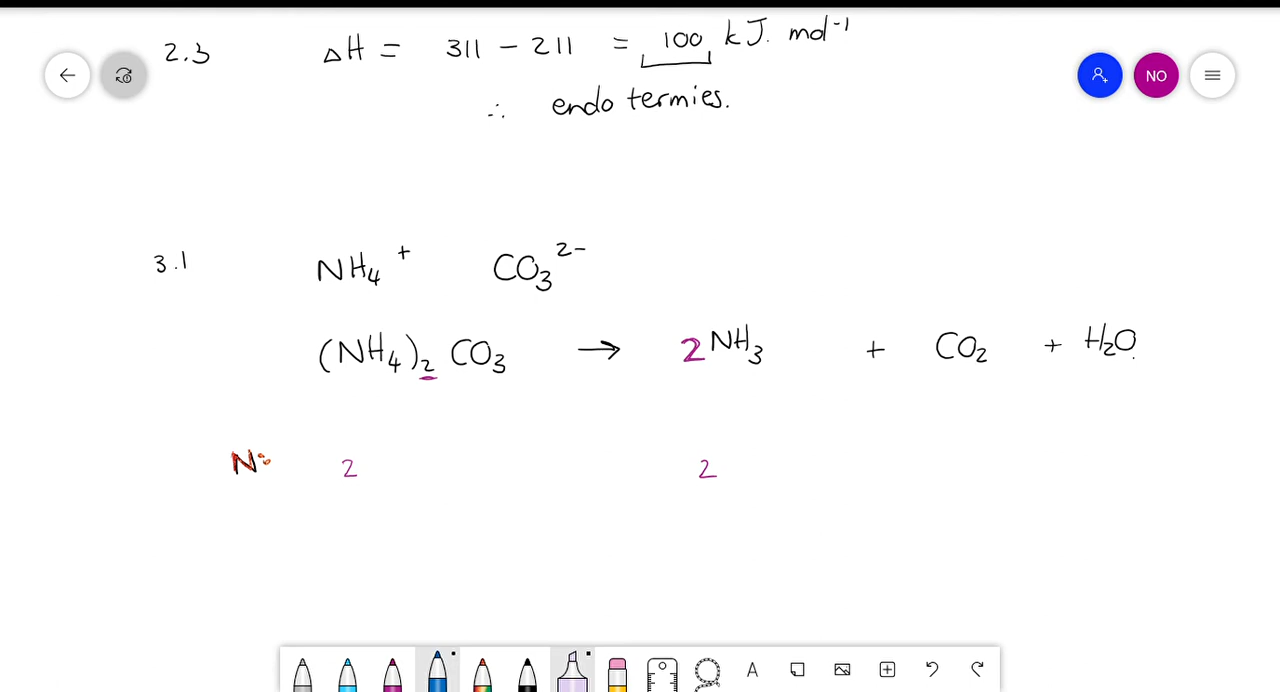 2.3 ΔH = 311 - 211 = 100 kJ. mol⁻¹
NO
∴ endo termies.
3.1 NH₄⁺ CO₃²⁻
(NH₄)₂ CO₃ → 2NH₃ + CO₂ + H₂O
N: 2 2
A